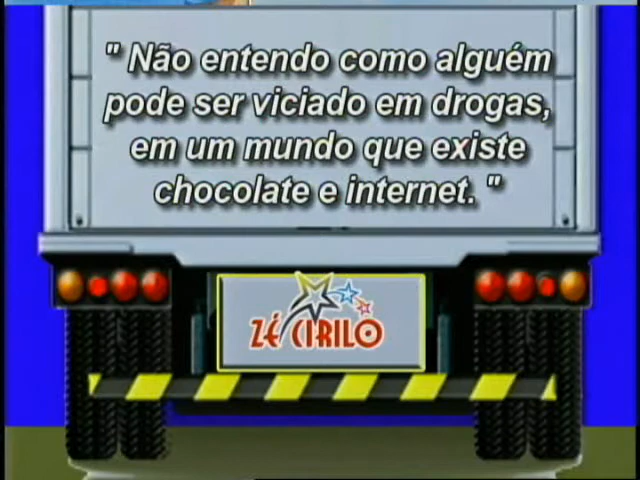 " Não entendo como alguém
pode ser viciado em drogas,
em um mundo que existe
chocolate e internet. "
ZÉ CIRILO